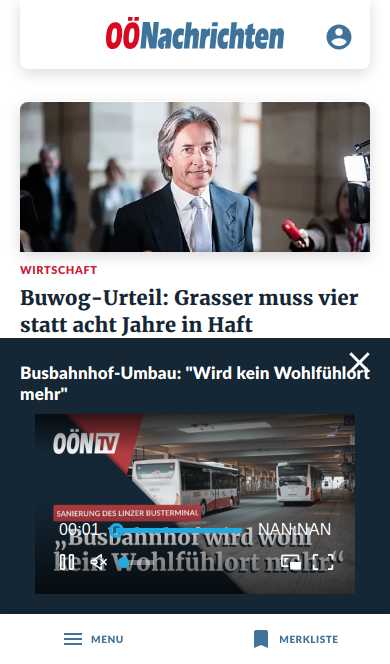 OÖNachrichten
WIRTSCHAFT
Buwog-Urteil: Grasser muss vier
statt acht Jahre in Haft
Busbahnhof-Umbau: "Wird kein Wohlfühlort
mehr"
OÖN TV
SANIERUNG DES LINZER BUSTERMINAL
00:01
NAN:NAN
„Busbahnhof wird wohl
kein Wohlfühlort mehr“
MENU
MERKLISTE